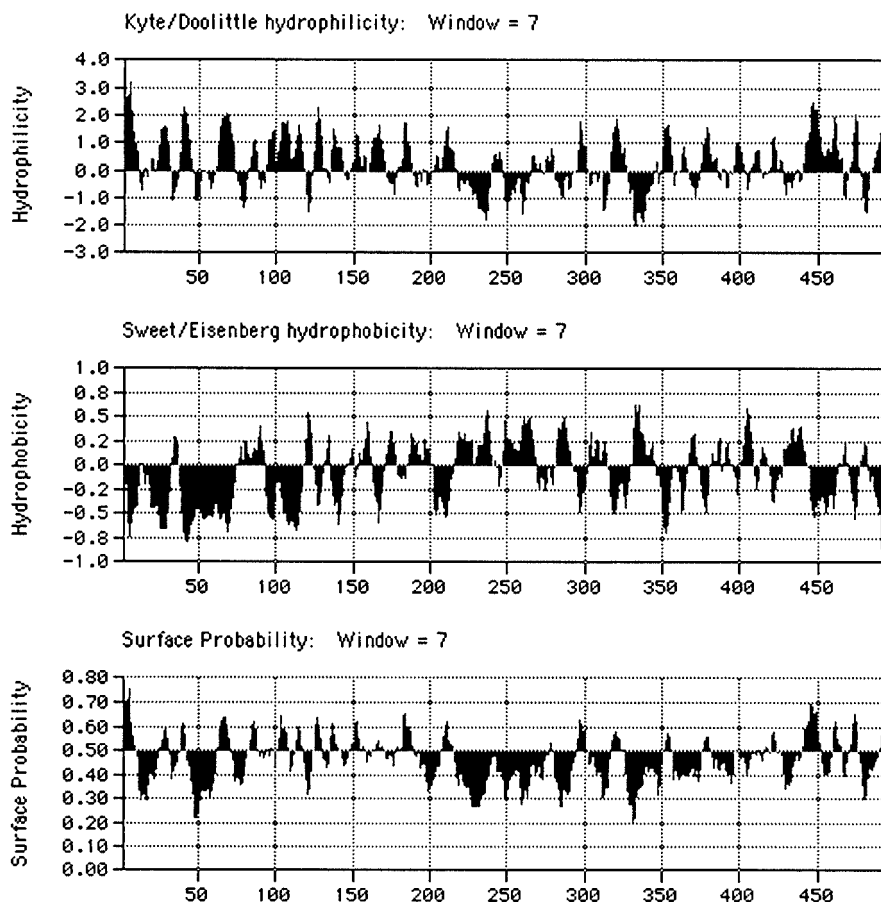 Kyte/Doolittle hydrophilicity: Window = 7
Hydrophilicity
4.0
3.0
2.0
1.0
0.0
-1.0
-2.0
-3.0
50 100 150 200 250 300 350 400 450
Sweet/Eisenberg hydrophobicity: Window = 7
Hydrophobicity
1.0
0.8
0.5
0.2
0.0
-0.2
-0.5
-0.8
-1.0
50 100 150 200 250 300 350 400 450
Surface Probability: Window = 7
Surface Probability
0.80
0.70
0.60
0.50
0.40
0.30
0.20
0.10
0.00
50 100 150 200 250 300 350 400 450